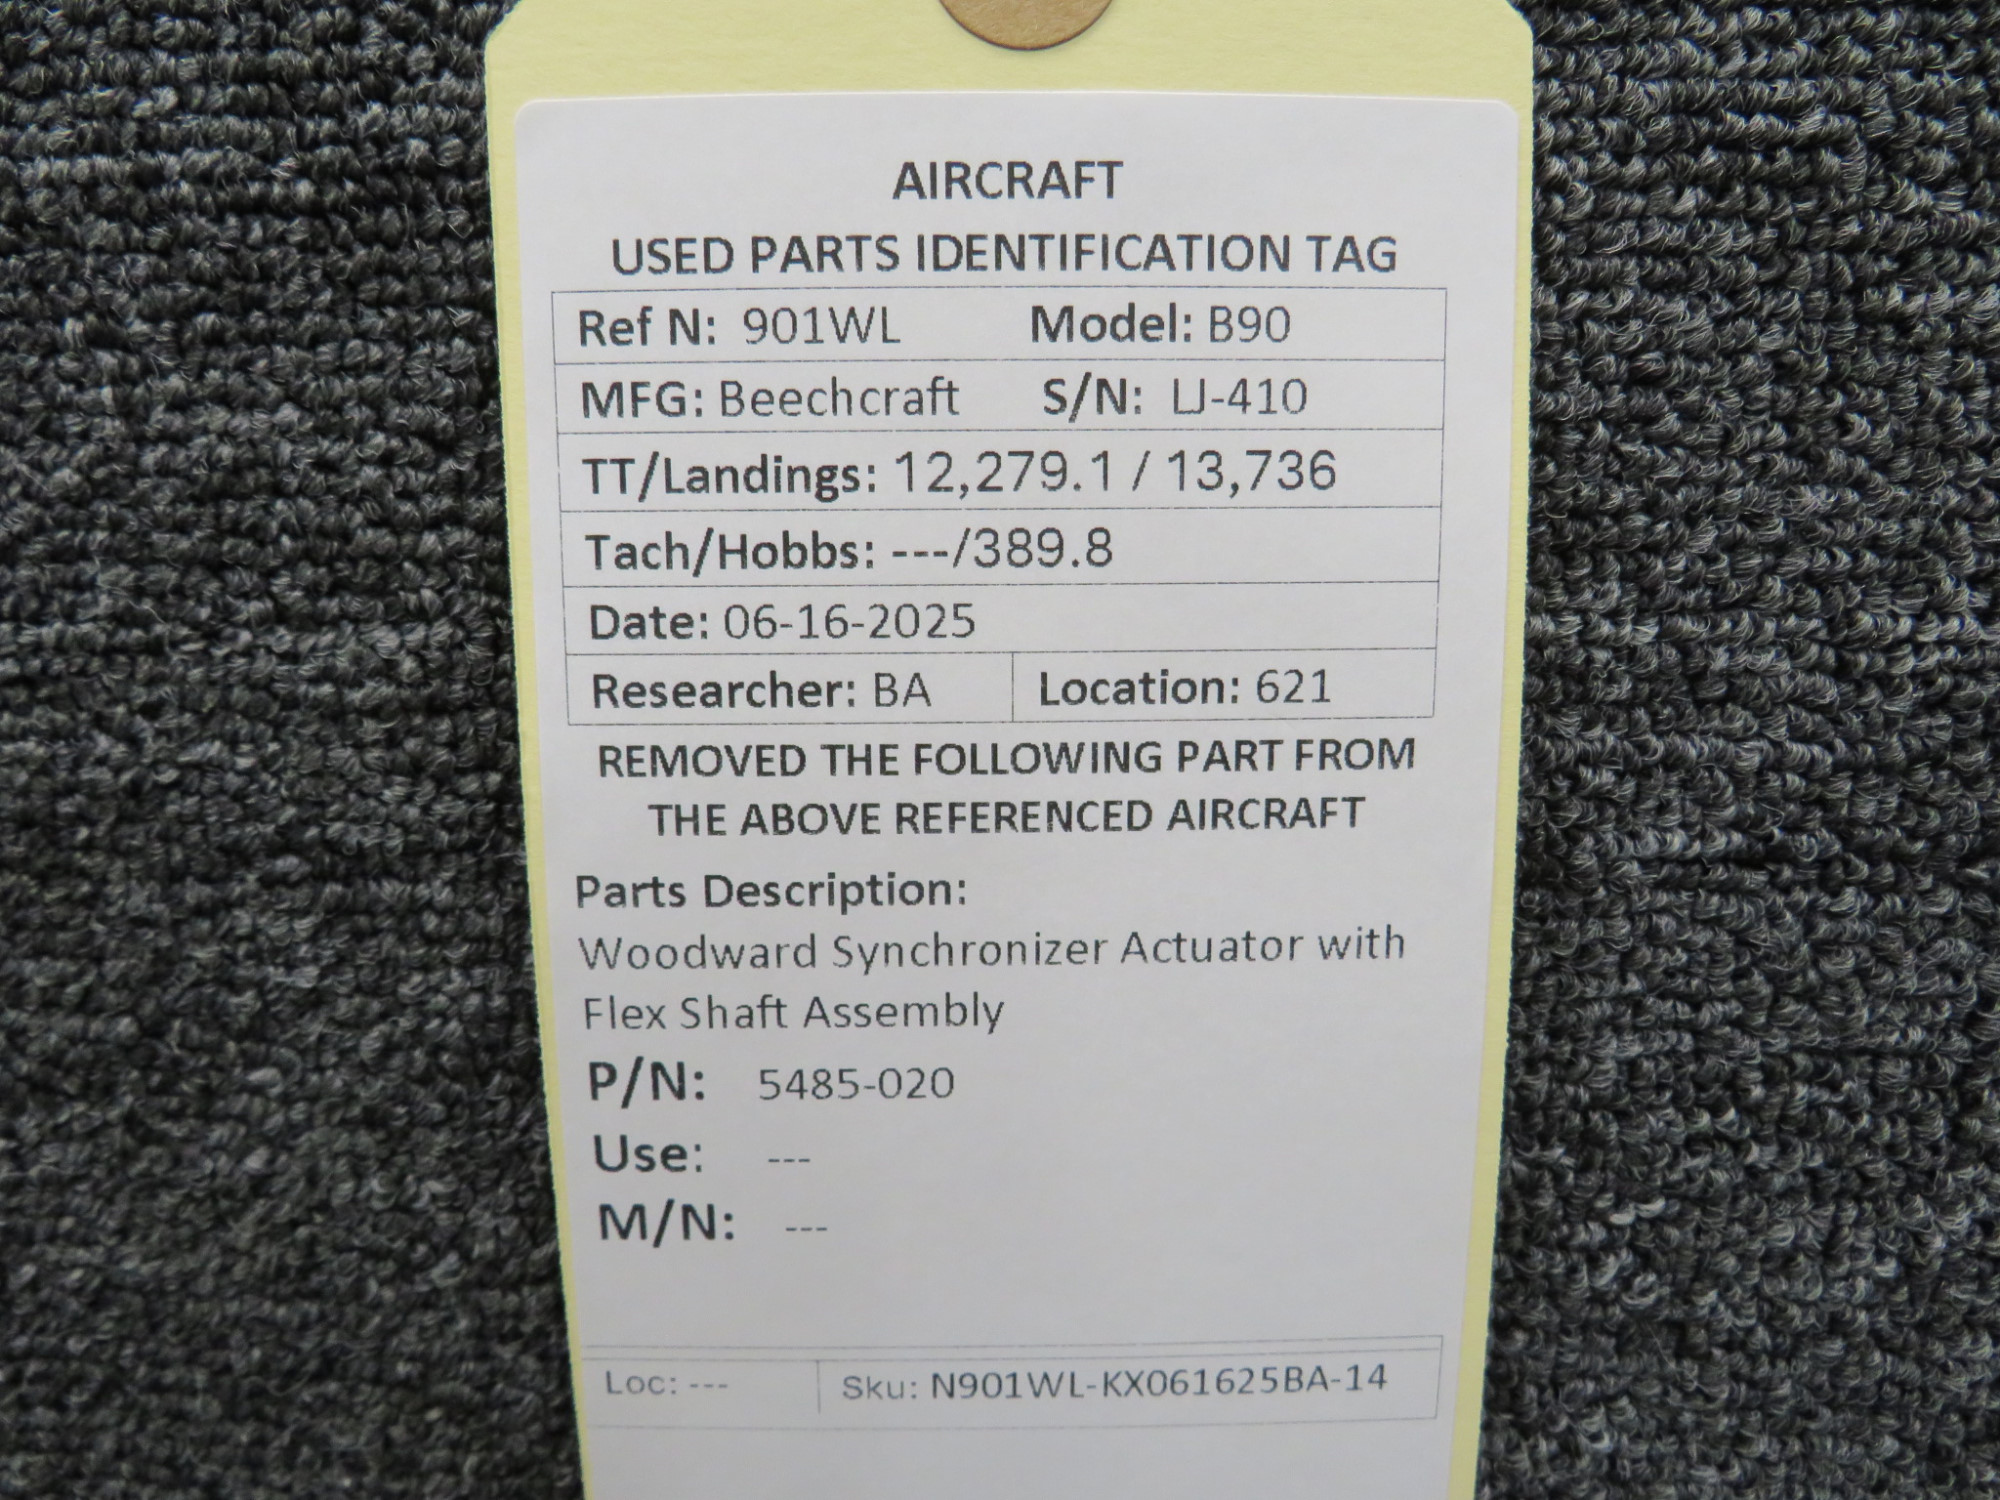 AIRCRAFT
USED PARTS IDENTIFICATION TAG
Ref N: 901WL Model: B90
MFG: Beechcraft S/N: LJ-410
TT/Landings: 12,279.1 / 13,736
Tach/Hobbs: ---/389.8
Date: 06-16-2025
Researcher: BA Location: 621
REMOVED THE FOLLOWING PART FROM
THE ABOVE REFERENCED AIRCRAFT
Parts Description:
Woodward Synchronizer Actuator with
Flex Shaft Assembly
P/N: 5485-020
Use: ---
M/N: ---
Loc: --- Sku: N901WL-KX061625BA-14